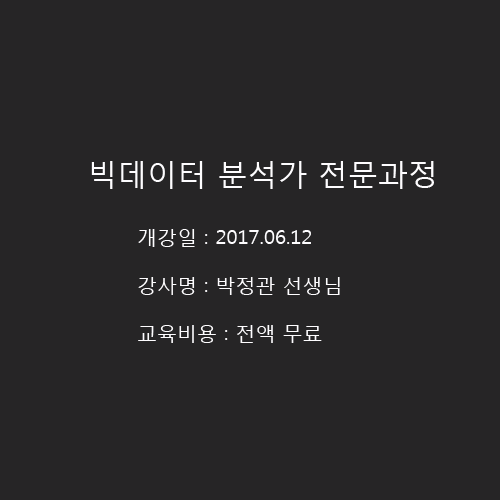 빅데이터 분석가 전문과정
개강일 : 2017.06.12
강사명 : 박정관 선생님
교육비용 : 전액 무료